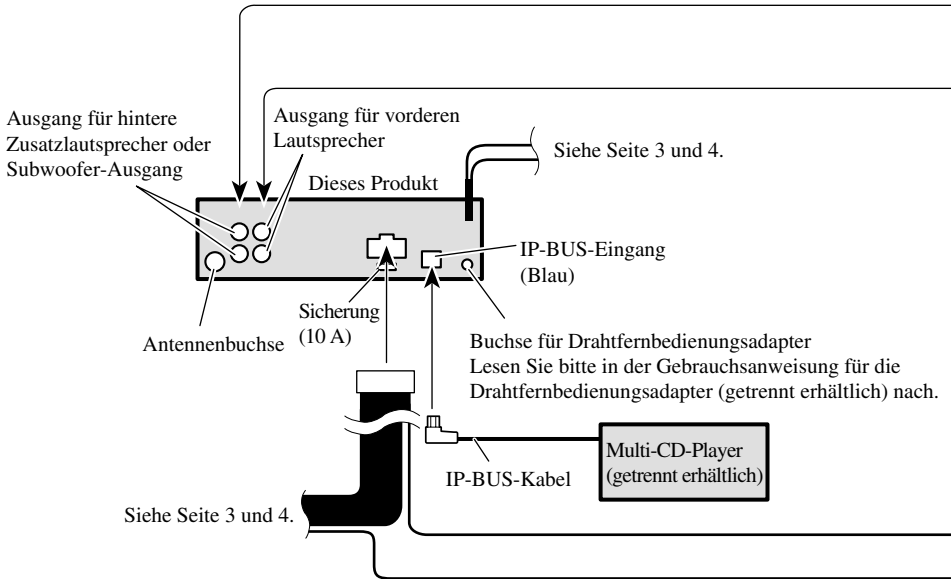 Ausgang für hintere
Zusatzlautsprecher oder
Subwoofer-Ausgang
Ausgang für vorderen
Lautsprecher
Siehe Seite 3 und 4.
Dieses Produkt
IP-BUS-Eingang
(Blau)
Sicherung
(10 A)
Antennenbuchse
Buchse für Drahtfernbedienungsadapter
Lesen Sie bitte in der Gebrauchsanweisung für die
Drahtfernbedienungsadapter (getrennt erhältlich) nach.
Multi-CD-Player
(getrennt erhältlich)
IP-BUS-Kabel
Siehe Seite 3 und 4.